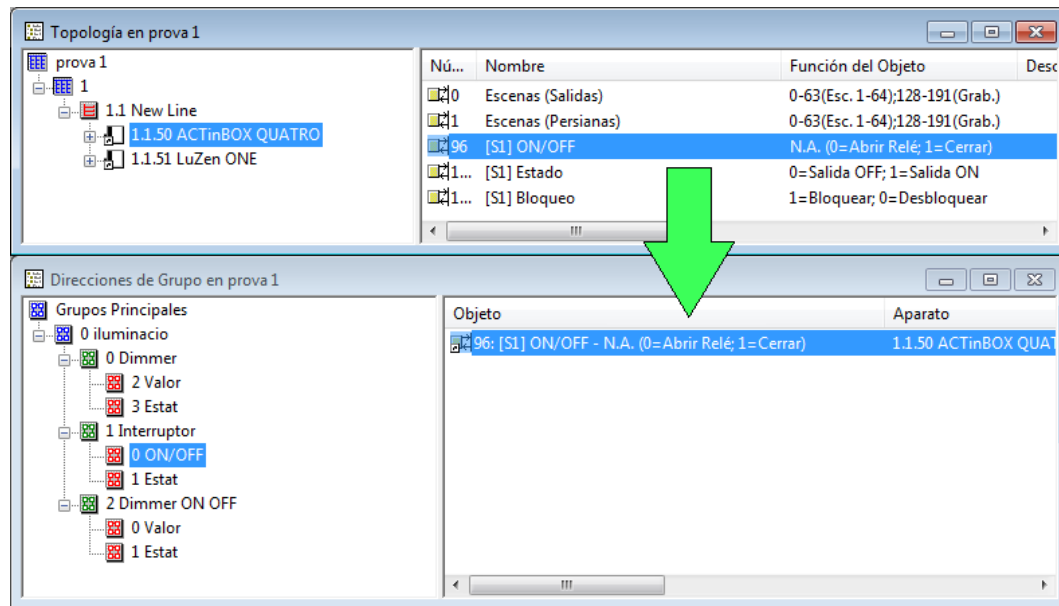 Topología en prova 1
prova 1
1
1.1 New Line
1.1.50 ACTinBOX QUATRO
1.1.51 LuZen ONE
Nú... Nombre Función del Objeto Desc
0 Escenas (Salidas) 0-63(Esc. 1-64);128-191(Grab.)
1 Escenas (Persianas) 0-63(Esc. 1-64);128-191(Grab.)
96 [S1] ON/OFF N.A. (0=Abrir Relé; 1=Cerrar)
1... [S1] Estado 0=Salida OFF; 1=Salida ON
1... [S1] Bloqueo 1=Bloquear; 0=Desbloquear
Direcciones de Grupo en prova 1
Grupos Principales
0 iluminacio
0 Dimmer
2 Valor
3 Estat
1 Interruptor
0 ON/OFF
1 Estat
2 Dimmer ON OFF
0 Valor
1 Estat
Objeto Aparato
96: [S1] ON/OFF - N.A. (0=Abrir Relé; 1=Cerrar) 1.1.50 ACTinBOX QUAT